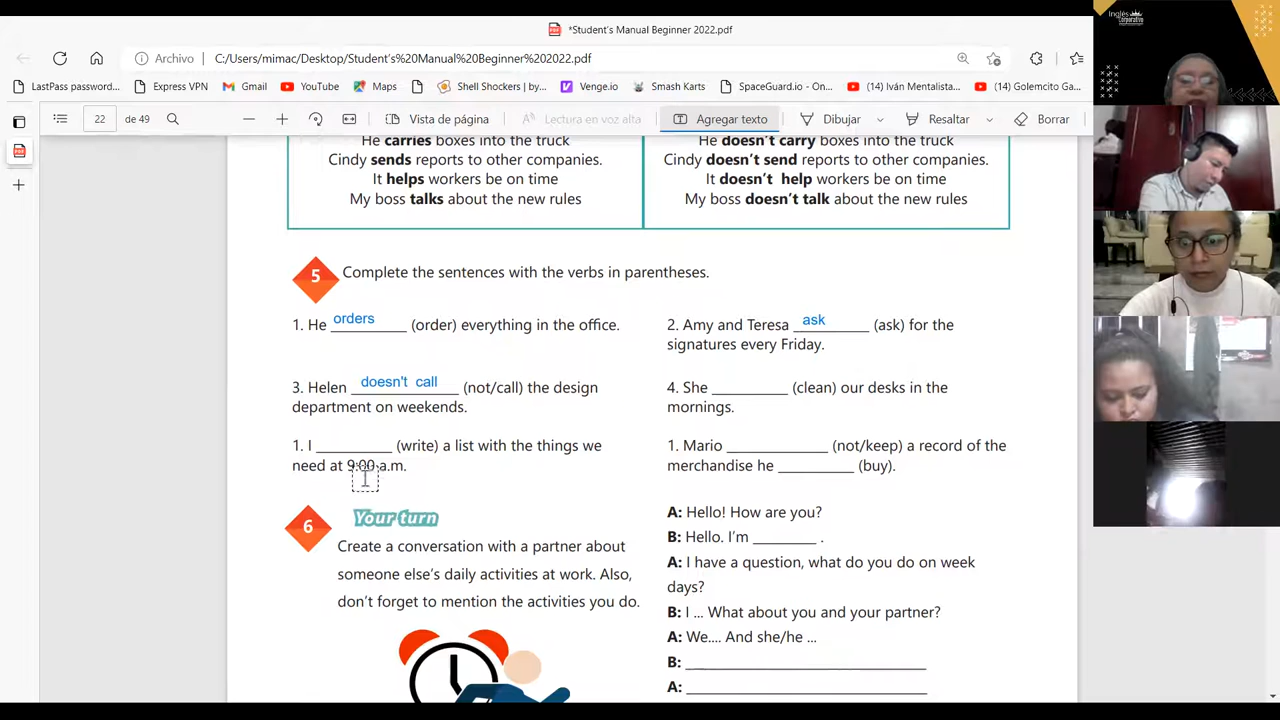 *Student's Manual Beginner 2022.pdf
Archivo C:/Users/mimac/Desktop/Student's%20Manual%20Beginner%202022.pdf
LastPass password... Express VPN Gmail YouTube Maps Shell Shockers | by... Venge.io Smash Karts SpaceGuard.io - On... (14) Iván Mentalista... (14) Golemcito Ga...
22 de 49 Vista de página Lectura en voz alta Agregar texto Dibujar Resaltar Borrar
He carries boxes into the truck
Cindy sends reports to other companies.
It helps workers be on time
My boss talks about the new rules
He doesn't carry boxes into the truck
Cindy doesn't send reports to other companies.
It doesn't help workers be on time
My boss doesn't talk about the new rules
5 Complete the sentences with the verbs in parentheses.
1. He orders (order) everything in the office.
2. Amy and Teresa ask (ask) for the
signatures every Friday.
3. Helen doesn't call (not/call) the design
department on weekends.
4. She __________ (clean) our desks in the
mornings.
1. I __________ (write) a list with the things we
need at 9:00 a.m.
1. Mario _____________ (not/keep) a record of the
merchandise he __________ (buy).
6 Your turn
Create a conversation with a partner about
someone else's daily activities at work. Also,
don't forget to mention the activities you do.
A: Hello! How are you?
B: Hello. I'm ________ .
A: I have a question, what do you do on week
days?
B: I ... What about you and your partner?
A: We.... And she/he ...
B: ______________________________
A: ______________________________
Inglés
Corporativo